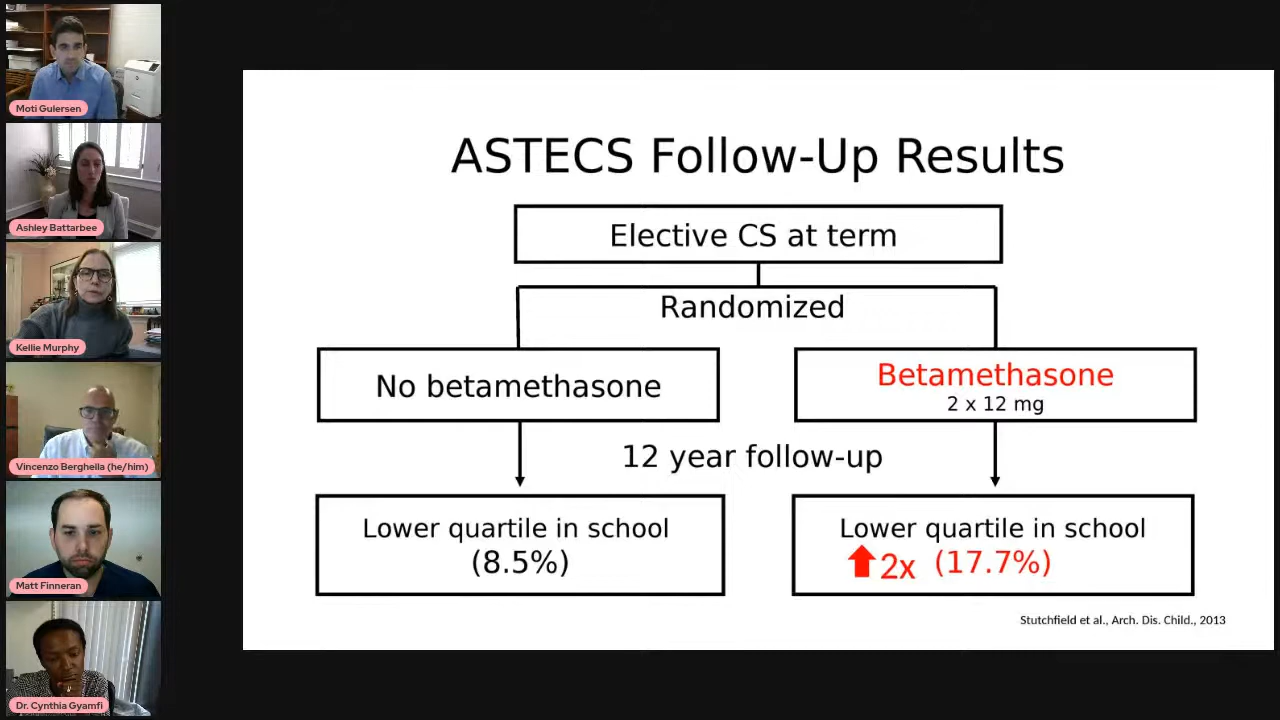 Moti Gulersen
Ashley Battarbee
Kellie Murphy
Vincenzo Berghella (he/him)
Matt Finneran
Dr. Cynthia Gyamfi
ASTECS Follow-Up Results
Elective CS at term
Randomized
No betamethasone
Betamethasone
2 x 12 mg
12 year follow-up
Lower quartile in school
(8.5%)
Lower quartile in school
2x (17.7%)
Stutchfield et al., Arch. Dis. Child., 2013